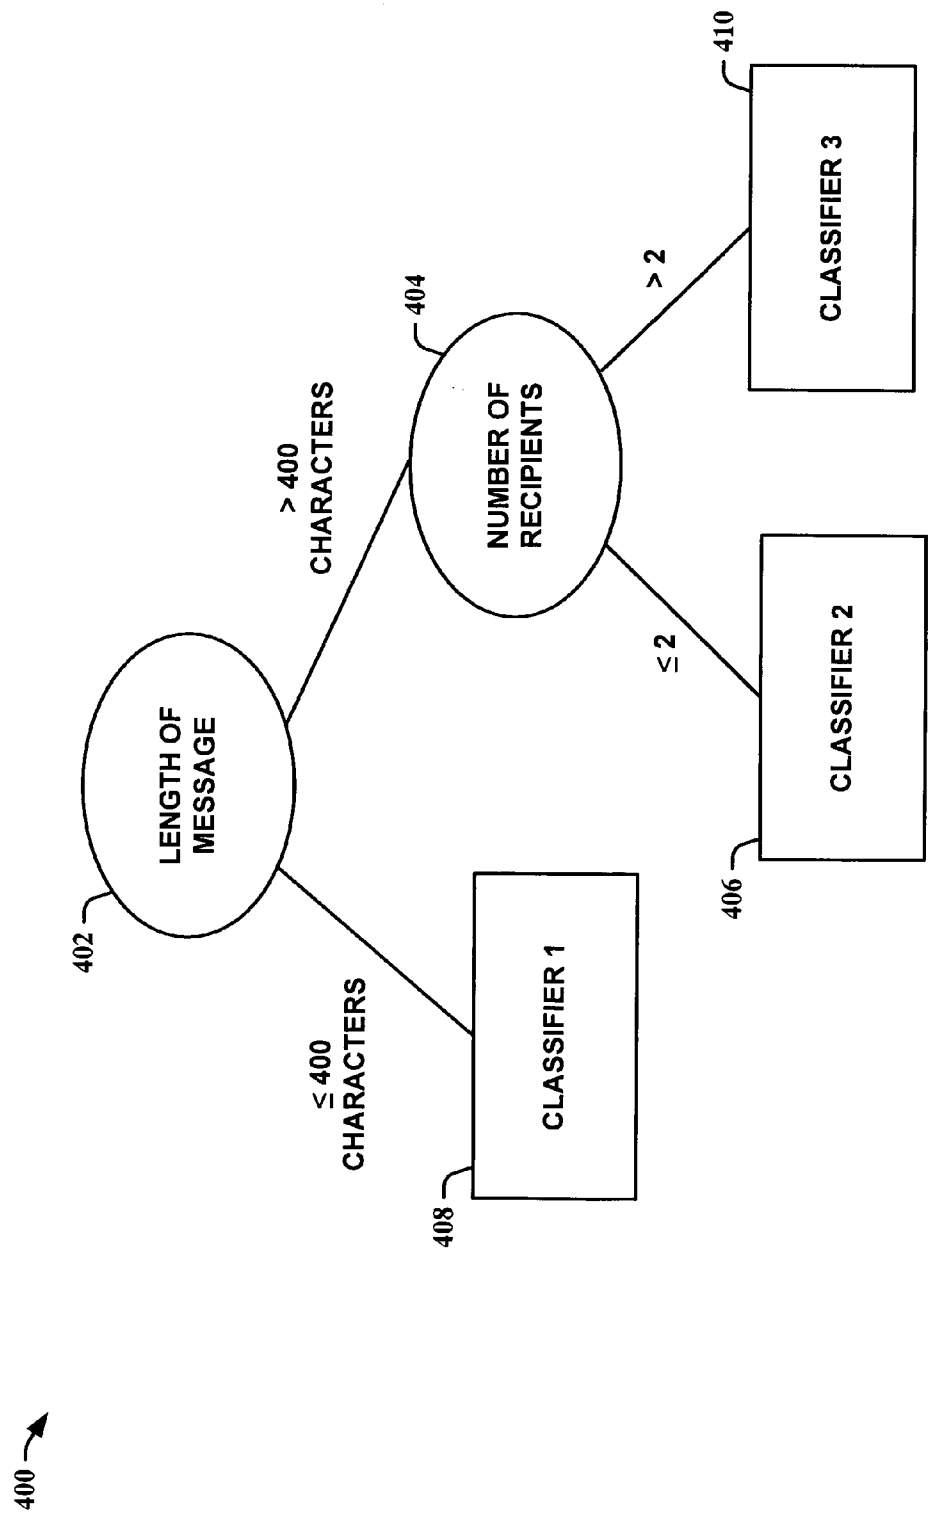 400
402
LENGTH OF
MESSAGE
≤ 400
CHARACTERS
> 400
CHARACTERS
408
CLASSIFIER 1
404
NUMBER OF
RECIPIENTS
≤ 2
> 2
406
CLASSIFIER 2
410
CLASSIFIER 3